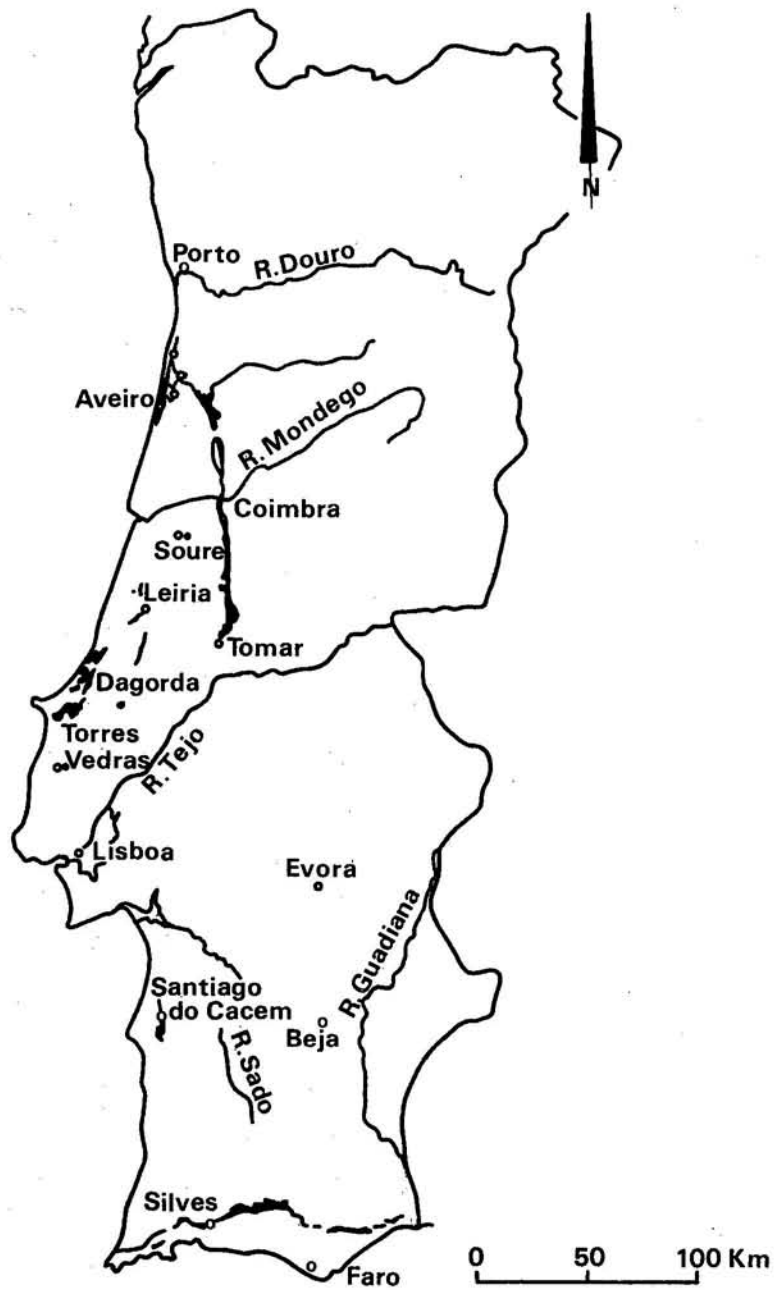 N
Porto
R.Douro
Aveiro
R.Mondego
Coimbra
Soure
Leiria
Tomar
Dagorda
Torres
Vedras
R.Tejo
Lisboa
Evora
R.Guadiana
Santiago
do Cacem
Beja
R.Sado
Silves
Faro
0 50 100 Km